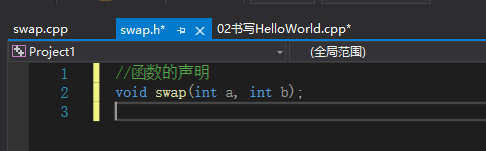 swap.cpp swap.h* 02书写HelloWorld.cpp*
Project1 (全局范围)
1 //函数的声明
2 void swap(int a, int b);
3